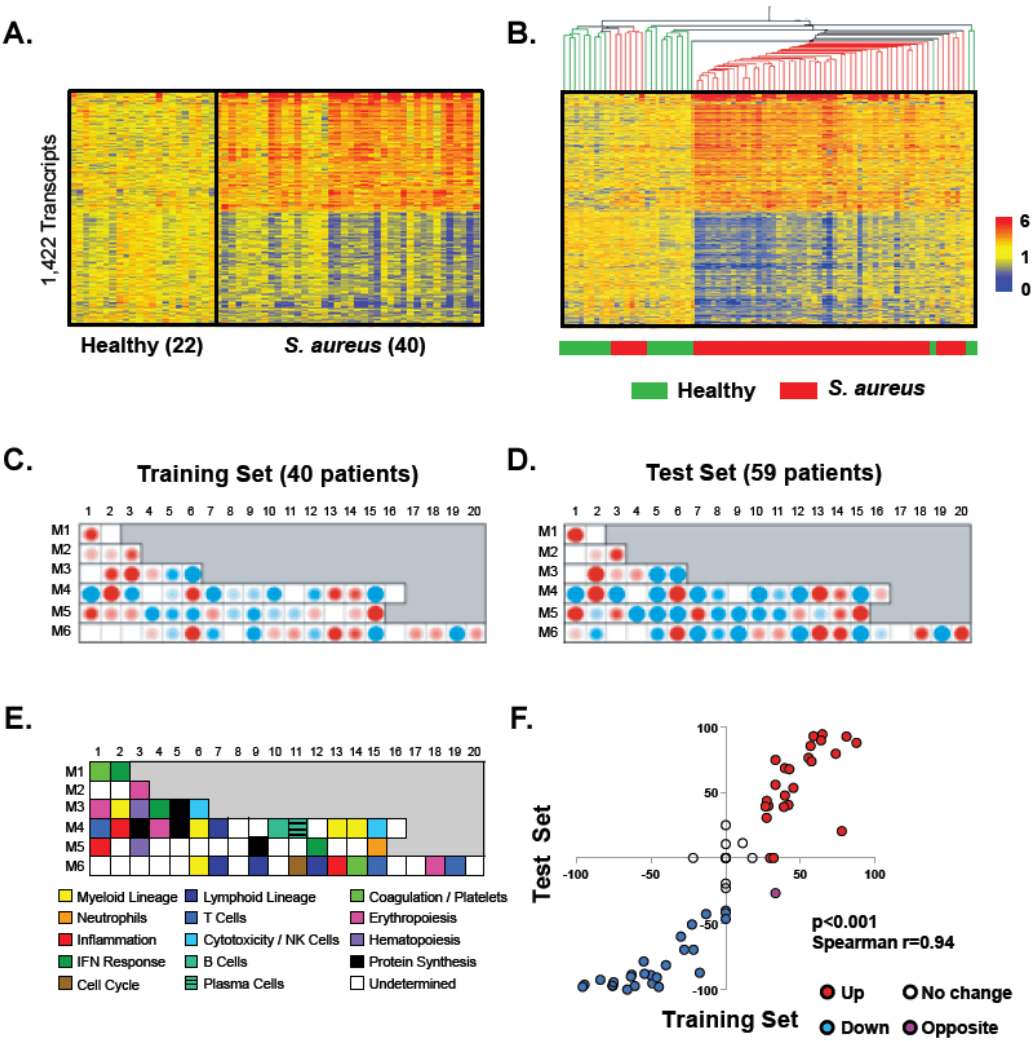 A.
B.
1,422 Transcripts
Healthy (22)
S. aureus (40)
6
1
0
Healthy
S. aureus
C.
Training Set (40 patients)
1 2 3 4 5 6 7 8 9 10 11 12 13 14 15 16 17 18 19 20
M1
M2
M3
M4
M5
M6
D.
Test Set (59 patients)
1 2 3 4 5 6 7 8 9 10 11 12 13 14 15 16 17 18 19 20
M1
M2
M3
M4
M5
M6
E.
1 2 3 4 5 6 7 8 9 10 11 12 13 14 15 16 17 18 19 20
M1
M2
M3
M4
M5
M6
Myeloid Lineage
Lymphoid Lineage
Coagulation / Platelets
Neutrophils
T Cells
Erythropoiesis
Inflammation
Cytotoxicity / NK Cells
Hematopoiesis
IFN Response
B Cells
Protein Synthesis
Cell Cycle
Plasma Cells
Undetermined
F.
Test Set
100
50
-100
-50
50
100
-50
-100
p<0.001
Spearman r=0.94
Training Set
Up
No change
Down
Opposite